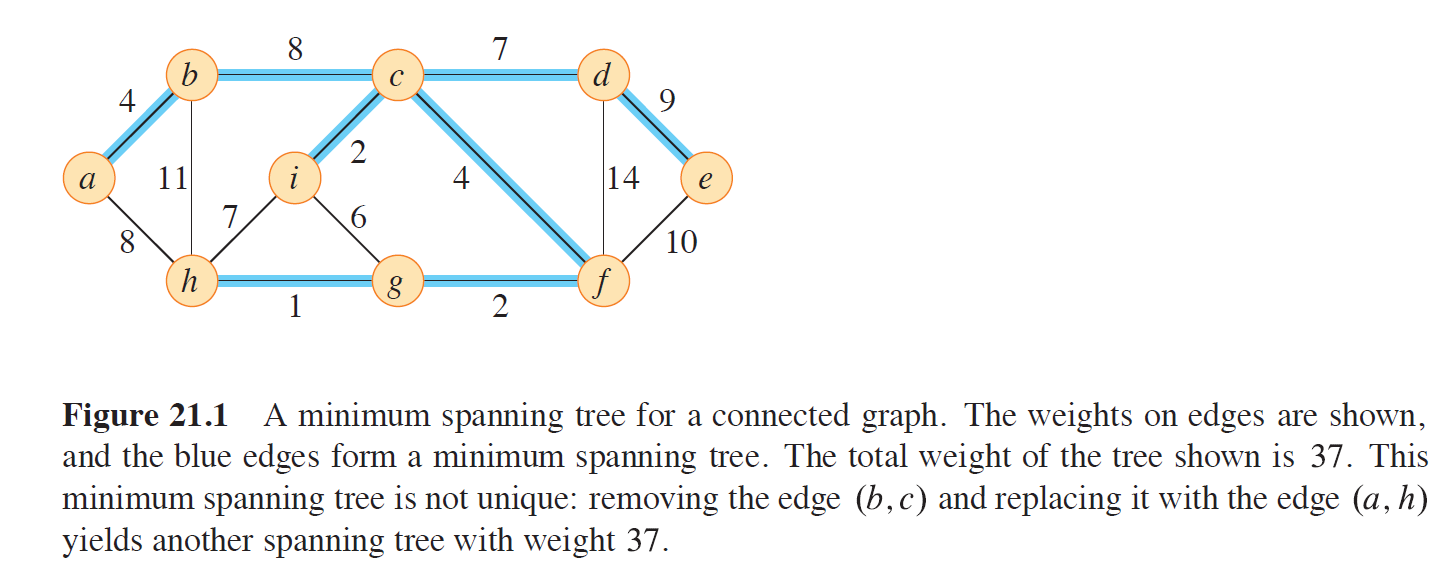 8 7
b c d
4 9
2
a 11 i 4 14 e
7 6
8 10
h g f
1 2
Figure 21.1 A minimum spanning tree for a connected graph. The weights on edges are shown,
and the blue edges form a minimum spanning tree. The total weight of the tree shown is 37. This
minimum spanning tree is not unique: removing the edge (b, c) and replacing it with the edge (a, h)
yields another spanning tree with weight 37.